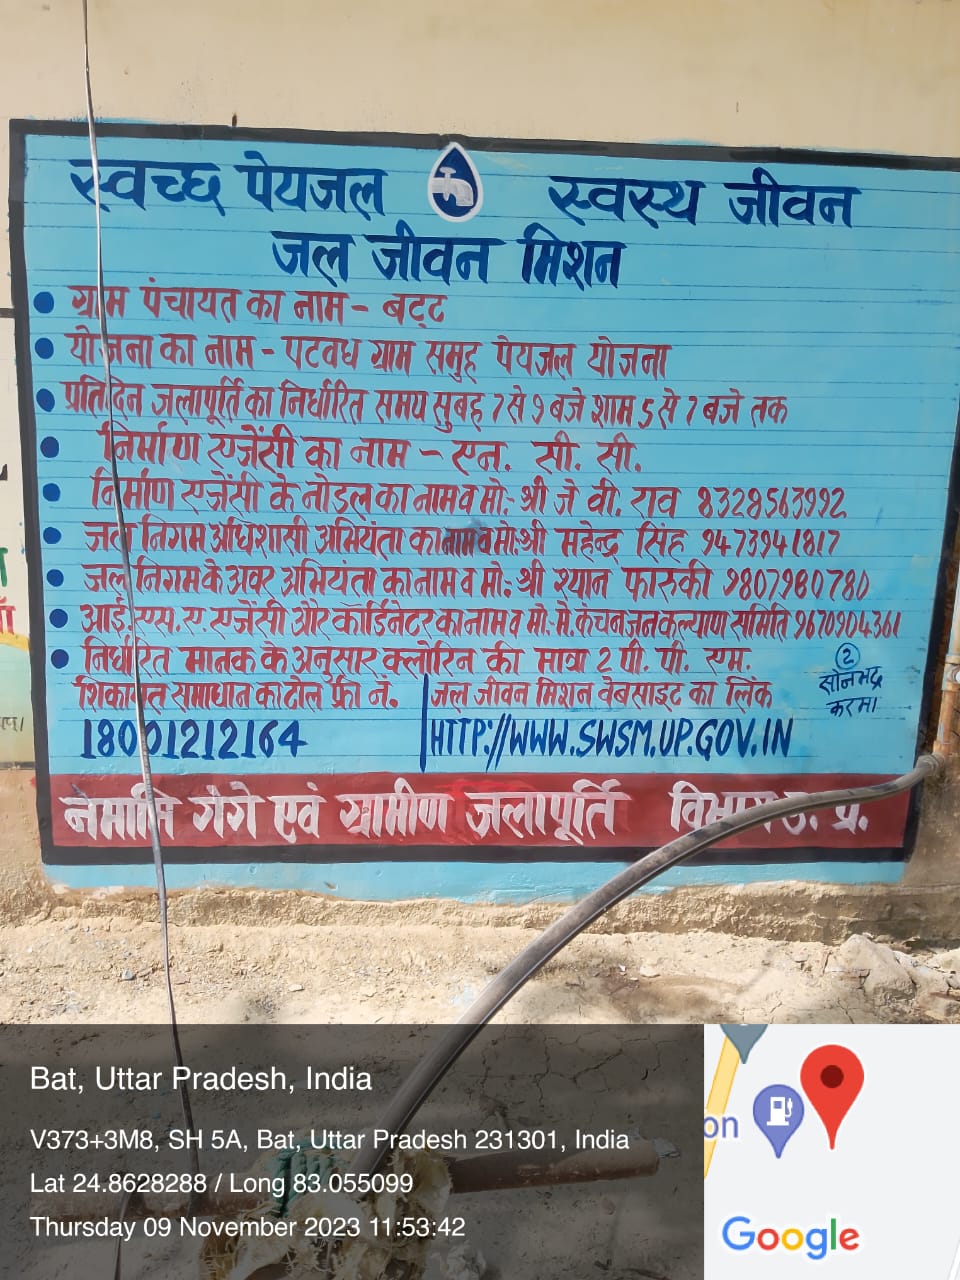 स्वच्छ पेयजल स्वस्थ जीवन
जल जीवन मिशन
• ग्राम पंचायत का नाम - बट्ट
• योजना का नाम - पटवध ग्राम समुह पेयजल योजना
• प्रतिदिन जलापूर्ति का निर्धारित समय सुबह 7 से 9 बजे शाम 5 से 7 बजे तक
• निर्माण एजेंसी का नाम - एन. सी. सी.
• निर्माण एजेंसी के नोडल का नाम व मो:- श्री जे वी. राव 8328563992
• जल निगम अधिशासी अभियंता का नाम व मो:श्री महेन्द्र सिंह 9473941817
• जल निगम के अवर अभियंता का नाम व मो: श्री श्यान फारुकी 9807980780
• आई.एस.ए. एजेंसी और कॉर्डिनेटर का नाम व मो:-मे. कंचन जन कल्याण समिति 9670904361
• निर्धारित मानक के अनुसार क्लोरिन की मात्रा 2 पी. पी. एम.
शिकायत समाधान का टोल फ्री नं. जल जीवन मिशन वेबसाइट का लिंक
18001212164 HTTP://WWW.SWSM.UP.GOV.IN
2
सोनभद्र
करमा
नमामि गंगे एवं ग्रामीण जलापूर्ति विभाग उ. प्र.
Bat, Uttar Pradesh, India
V373+3M8, SH 5A, Bat, Uttar Pradesh 231301, India
Lat 24.8628288 / Long 83.055099
Thursday 09 November 2023 11:53:42
on
Google